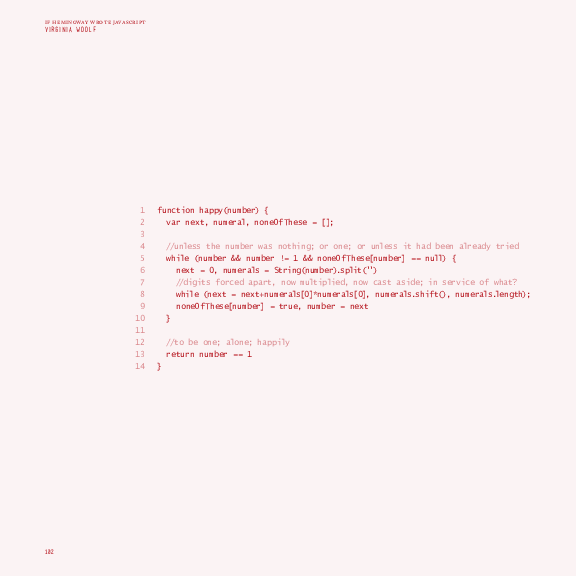 IF HEMINGWAY WROTE JAVASCRIPT
VIRGINIA WOOLF
1 function happy(number) {
2 var next, numeral, noneOfThese = [];
3
4 //unless the number was nothing; or one; or unless it had been already tried
5 while (number && number != 1 && noneOfThese[number] == null) {
6 next = 0, numerals = String(number).split('')
7 //digits forced apart, now multiplied, now cast aside; in service of what?
8 while (next = next+numerals[0]*numerals[0], numerals.shift(), numerals.length);
9 noneOfThese[number] = true, number = next
10 }
11
12 //to be one; alone; happily
13 return number == 1
14 }
102